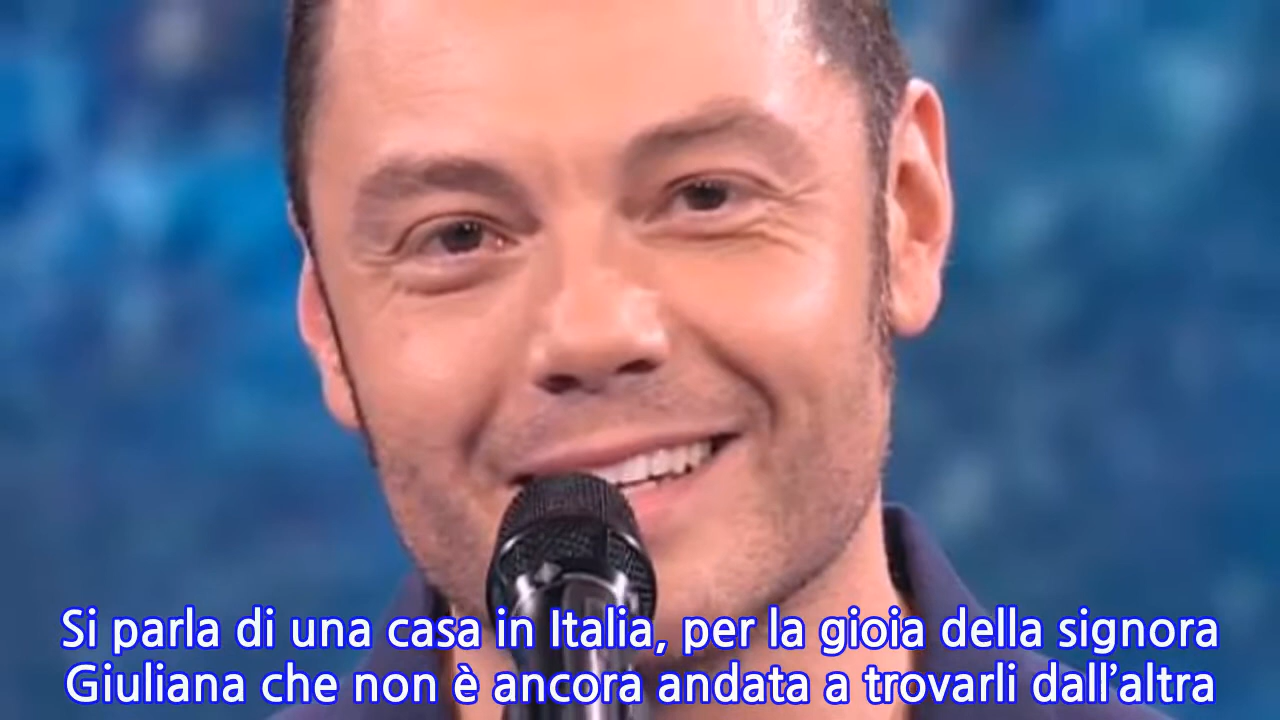 Si parla di una casa in Italia, per la gioia della signora
Giuliana che non è ancora andata a trovarli dall’altra